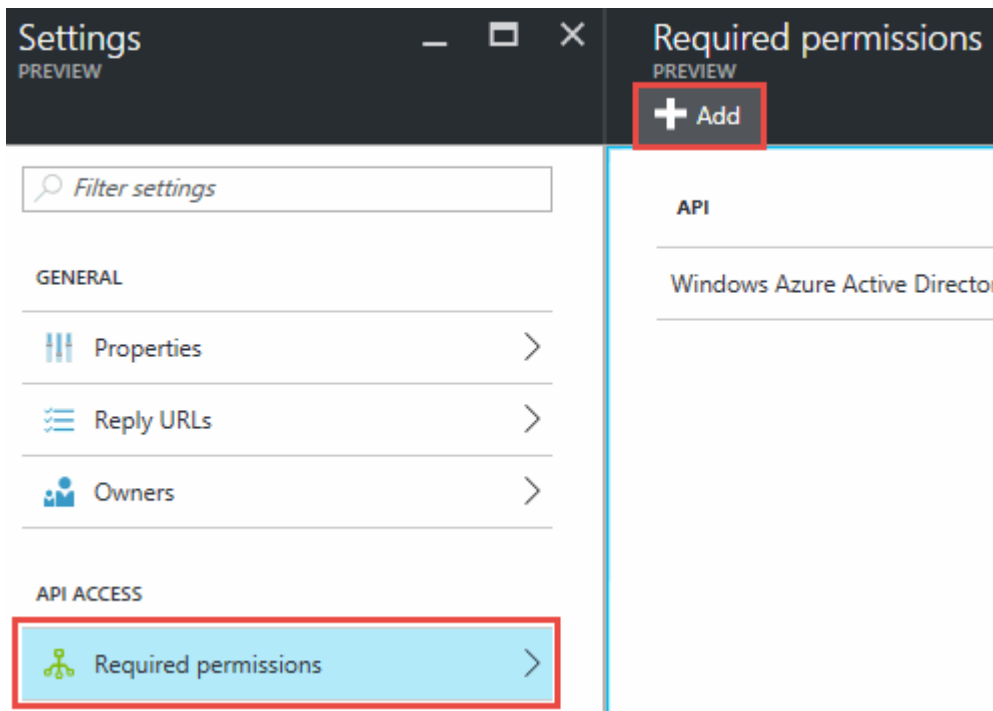 Settings
PREVIEW
Filter settings
GENERAL
Properties
Reply URLs
Owners
API ACCESS
Required permissions
Required permissions
PREVIEW
Add
API
Windows Azure Active Director